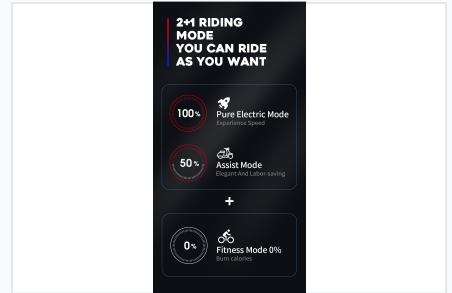 2+1 RIDING
MODE
YOU CAN RIDE
AS YOU WANT
100%
Pure Electric Mode
Experience Speed
50%
Assist Mode
Elegant And Labor-saving
+
0%
Fitness Mode 0%
Burn calories